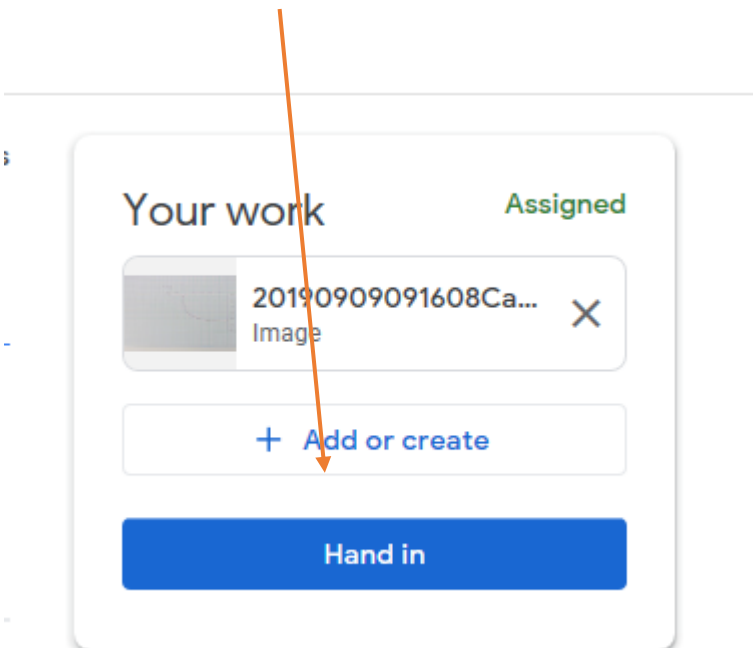 Your work
Assigned
20190909091608Ca...
Image
+ Add or create
Hand in